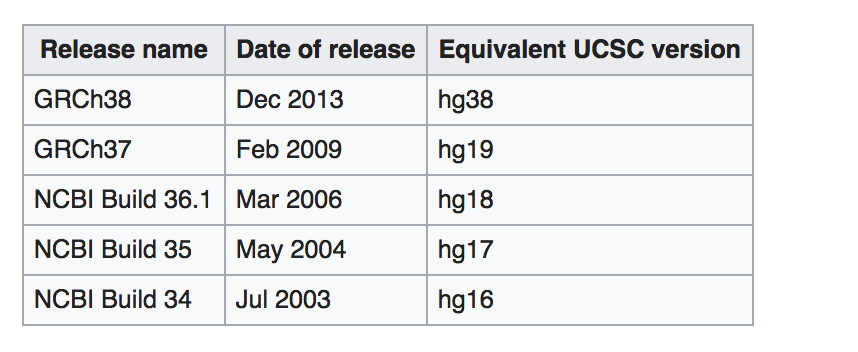 Release name Date of release Equivalent UCSC version
GRCh38 Dec 2013 hg38
GRCh37 Feb 2009 hg19
NCBI Build 36.1 Mar 2006 hg18
NCBI Build 35 May 2004 hg17
NCBI Build 34 Jul 2003 hg16